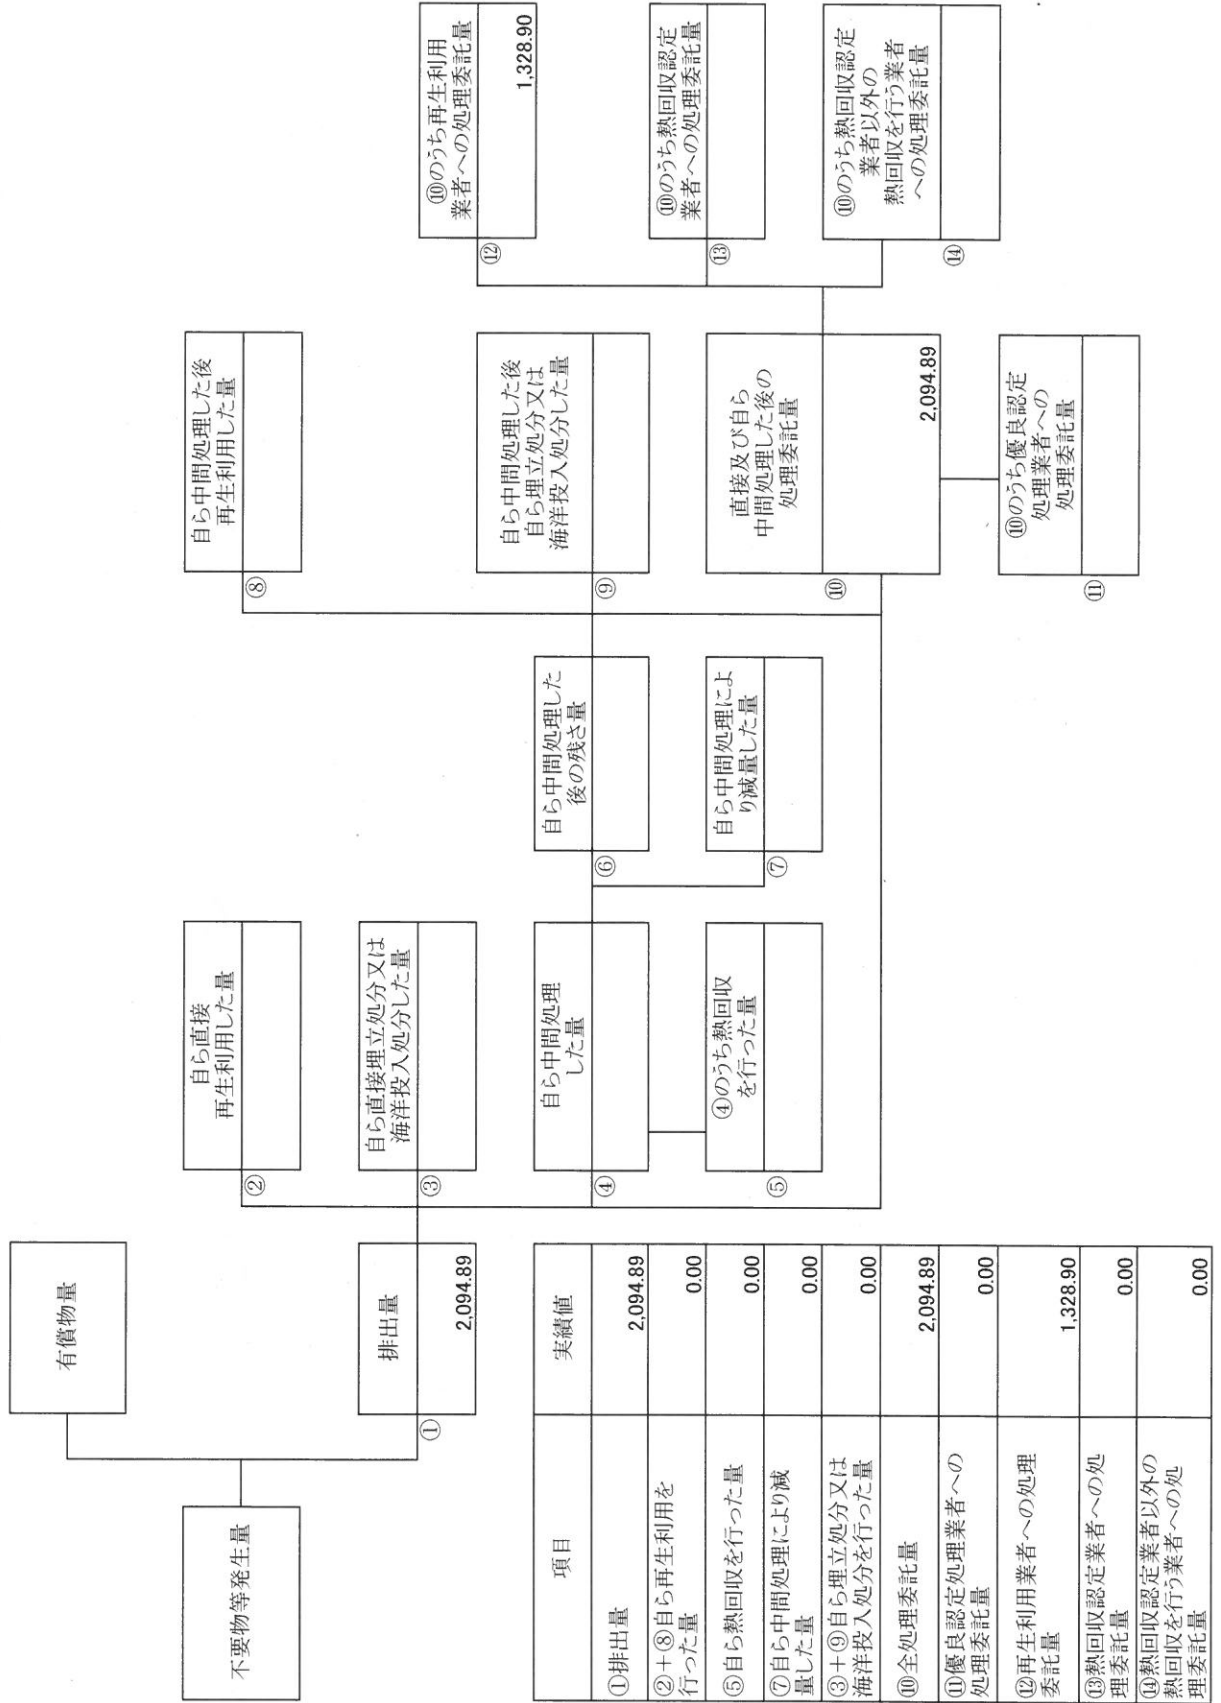 不要物等発生量
有償物量
①
排出量
2,094.89
②
自ら直接
再生利用した量
③
自ら直接埋立処分又は
海洋投入処分した量
④
自ら中間処理
した量
⑤
④のうち熱回収
を行った量
⑥
自ら中間処理した
後の残さ量
⑦
自ら中間処理によ
り減量した量
⑧
自ら中間処理した後
再生利用した量
⑨
自ら中間処理した後
自ら埋立処分又は
海洋投入処分した量
⑩
直接及び自ら
中間処理した後の
処理委託量
2,094.89
⑪
⑩のうち優良認定
処理業者への
処理委託量
⑫
⑩のうち再生利用
業者への処理委託量
1,328.90
⑬
⑩のうち熱回収認定
業者への処理委託量
⑭
⑩のうち熱回収認定
業者以外の
熱回収を行う業者
への処理委託量
項目 実績値
①排出量 2,094.89
②+⑧自ら再生利用を
行った量 0.00
⑤自ら熱回収を行った量 0.00
⑦自ら中間処理により減
量した量 0.00
③+⑨自ら埋立処分又は
海洋投入処分を行った量 0.00
⑩全処理委託量 2,094.89
⑪優良認定処理業者への
処理委託量 0.00
⑫再生利用業者への処理
委託量 1,328.90
⑬熱回収認定業者への処
理委託量 0.00
⑭熱回収認定業者以外の
熱回収を行う業者への処
理委託量 0.00